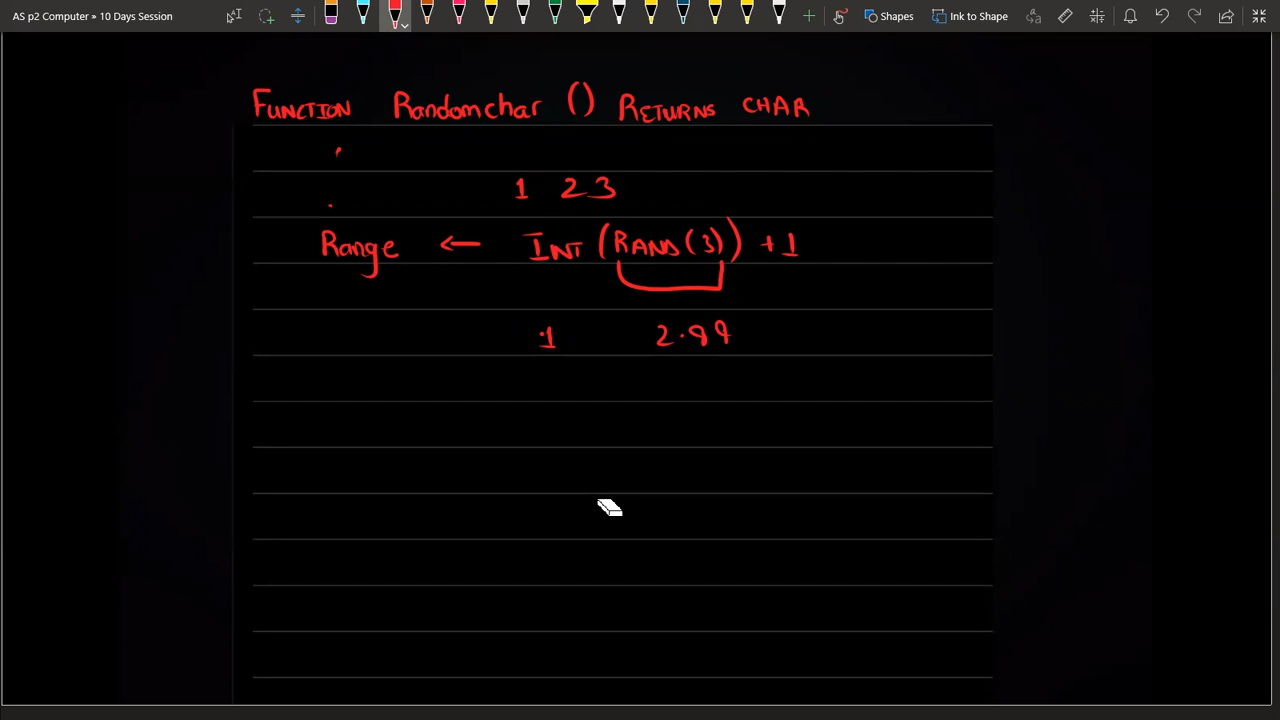 AS p2 Computer » 10 Days Session
Shapes
Ink to Shape
FUNCTION Randomchar () RETURNS CHAR
1 2 3
Range ← INT (RAND(3)) + 1
.1 2.99